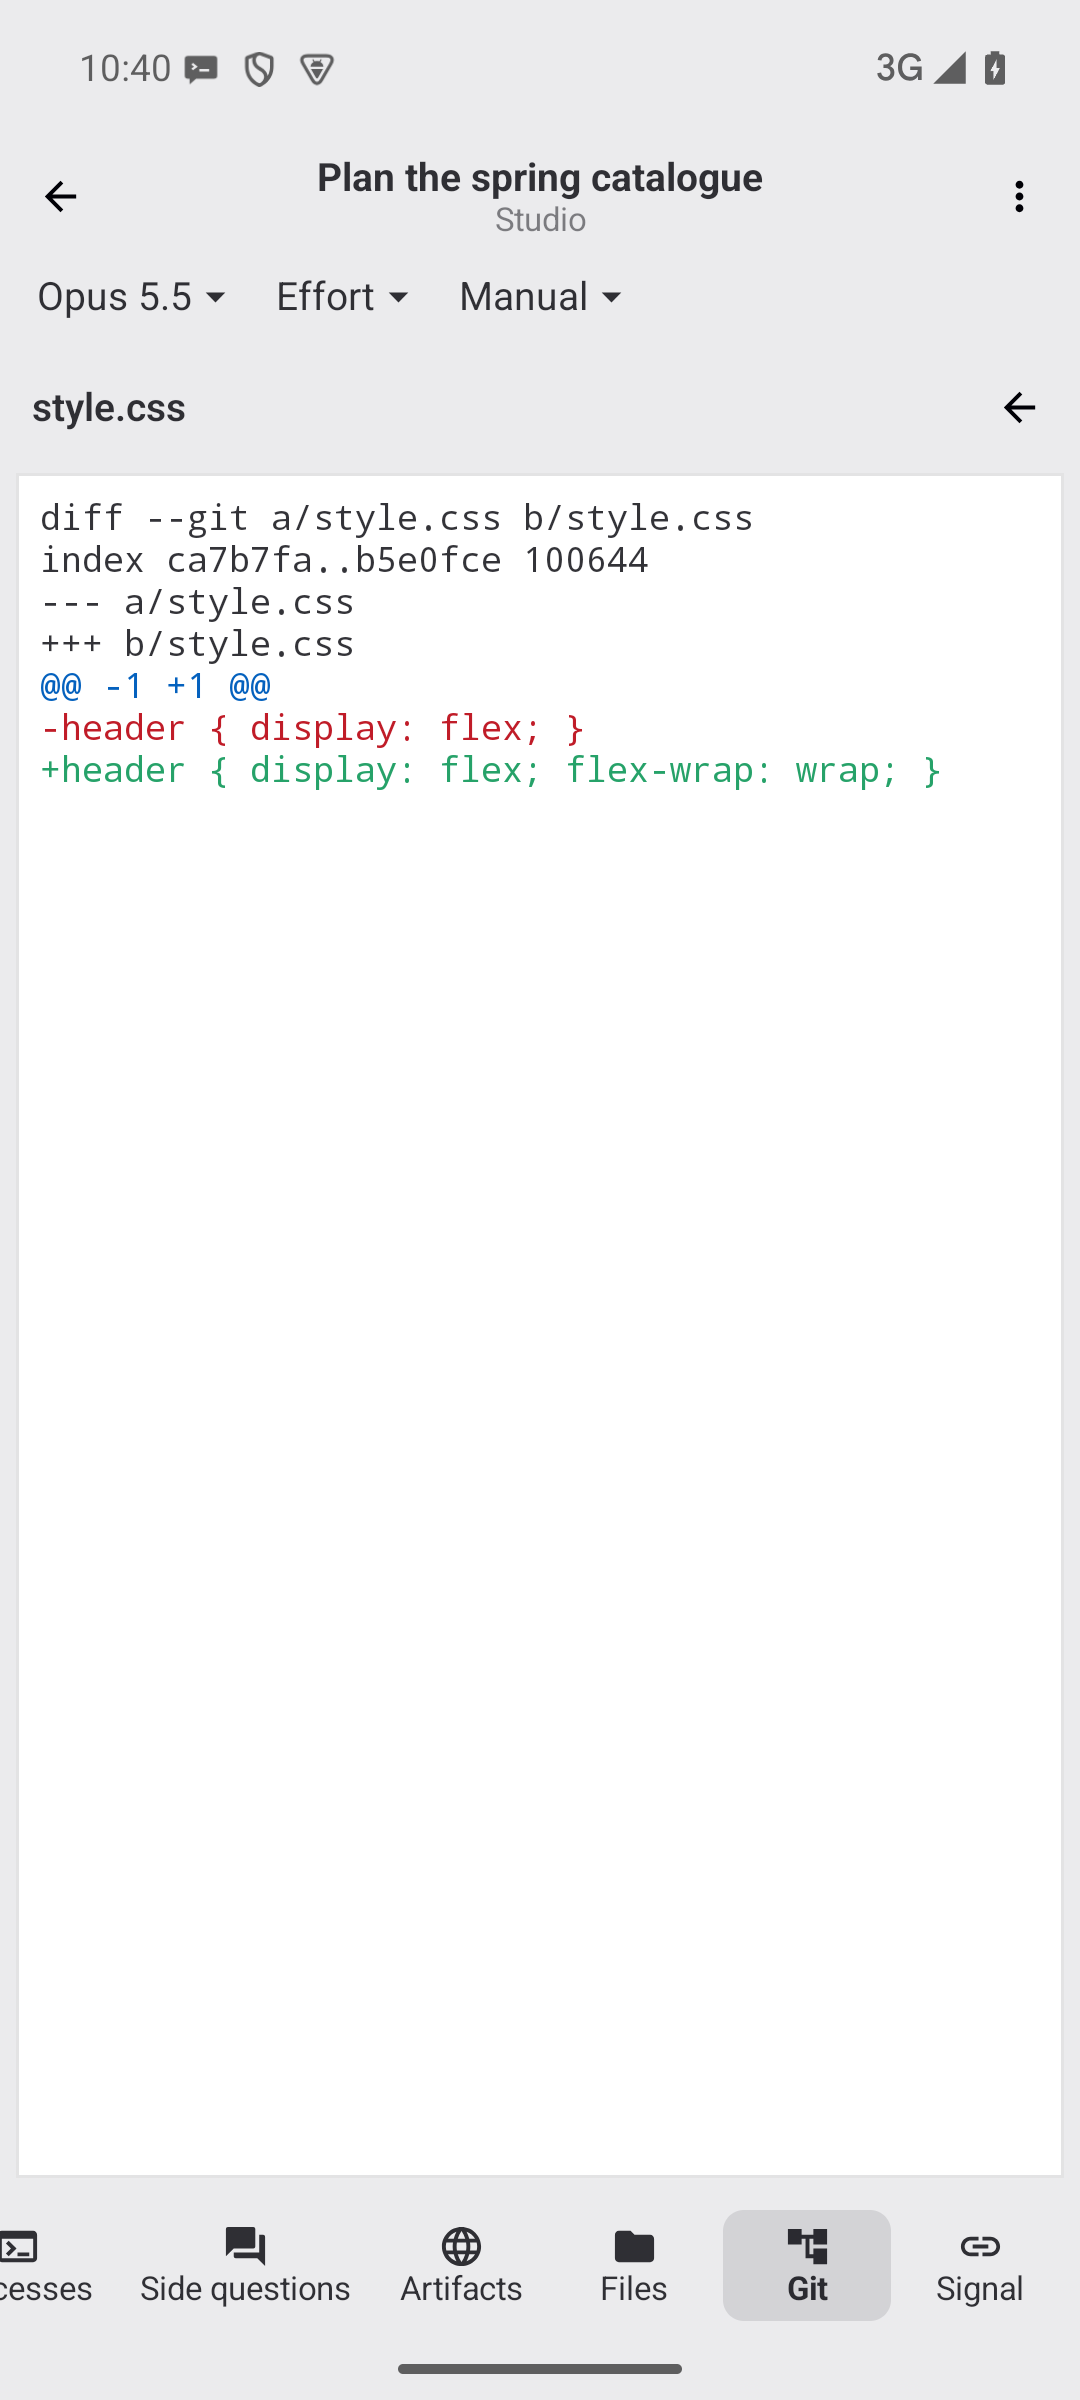 10:40
3G
Plan the spring catalogue
Studio
Opus 5.5 Effort Manual
style.css
diff --git a/style.css b/style.css
index ca7b7fa..b5e0fce 100644
--- a/style.css
+++ b/style.css
@@ -1 +1 @@
-header { display: flex; }
+header { display: flex; flex-wrap: wrap; }
cesses Side questions Artifacts Files Git Signal